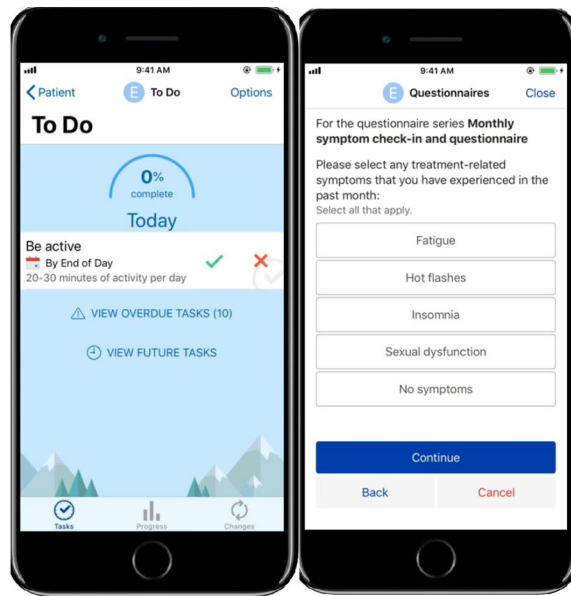 9:41 AM
Patient
E
To Do
Options
To Do
0%
complete
Today
Be active
By End of Day
20-30 minutes of activity per day
VIEW OVERDUE TASKS (10)
VIEW FUTURE TASKS
Tasks
Progress
Changes
9:41 AM
E
Questionnaires
Close
For the questionnaire series Monthly
symptom check-in and questionnaire
Please select any treatment-related
symptoms that you have experienced in the
past month:
Select all that apply.
Fatigue
Hot flashes
Insomnia
Sexual dysfunction
No symptoms
Continue
Back
Cancel